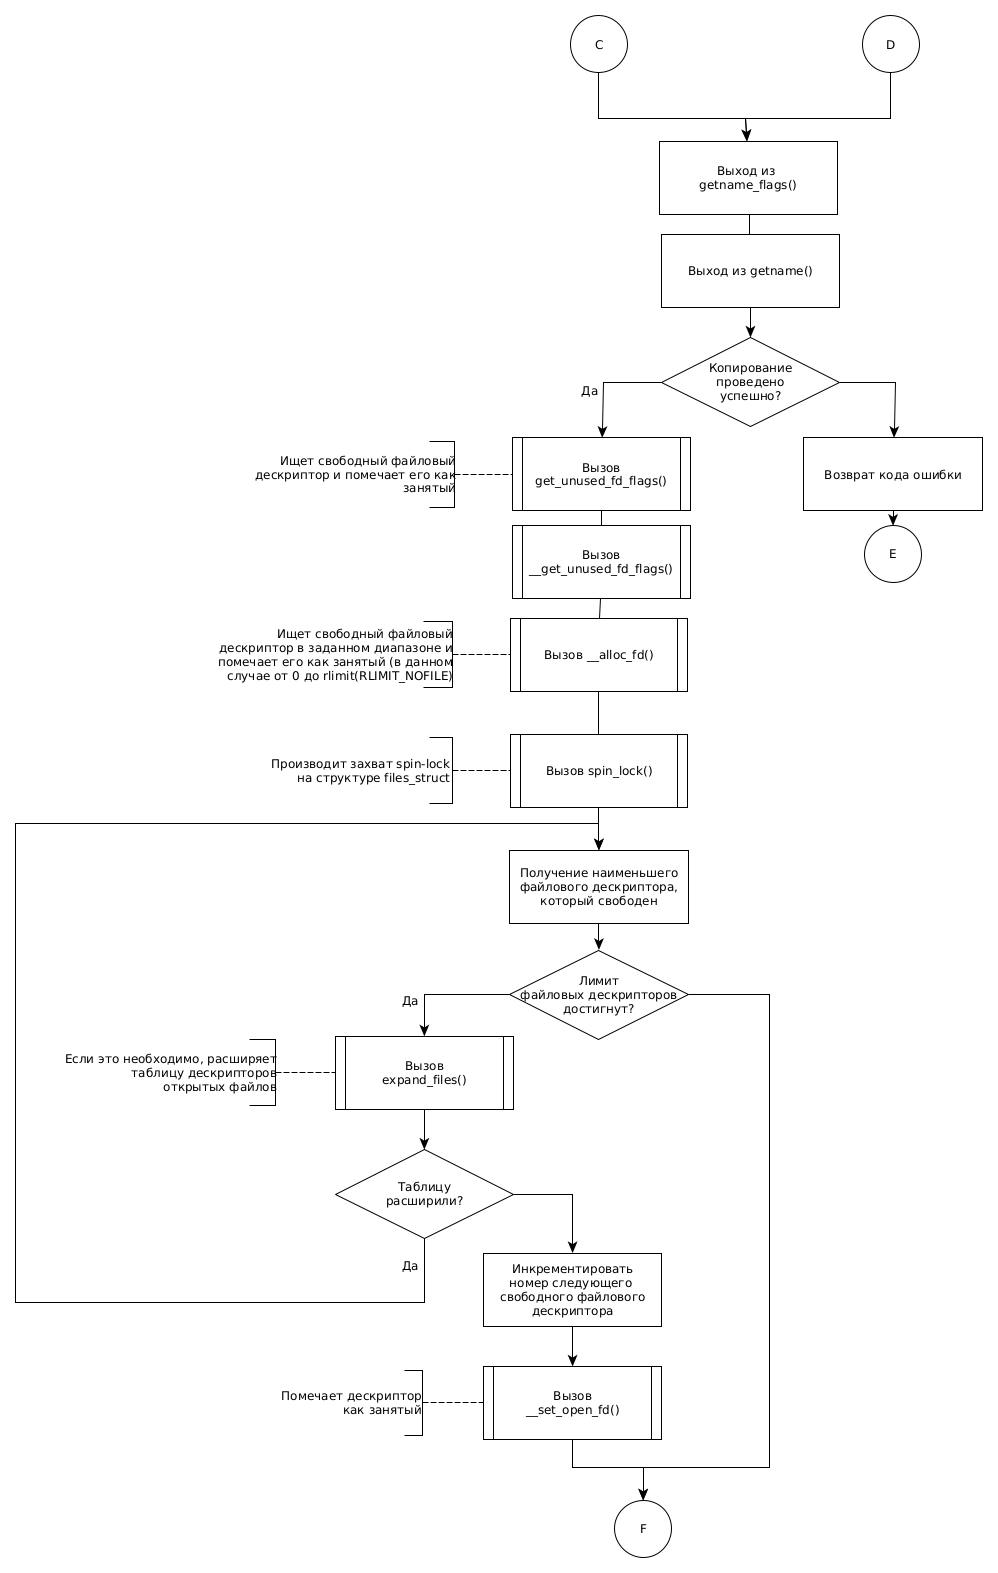 C
D
Выход из
getname_flags()
Выход из getname()
Копирование
проведено
успешно?
Да
Ищет свободный файловый
дескриптор и помечает его как
занятый
Вызов
get_unused_fd_flags()
Возврат кода ошибки
E
Вызов
__get_unused_fd_flags()
Ищет свободный файловый
дескриптор в заданном диапазоне и
помечает его как занятый (в данном
случае от 0 до rlimit(RLIMIT_NOFILE)
Вызов __alloc_fd()
Производит захват spin-lock
на структуре files_struct
Вызов spin_lock()
Получение наименьшего
файлового дескриптора,
который свободен
Лимит
файловых дескрипторов
достигнут?
Да
Если это необходимо, расширяет
таблицу дескрипторов
открытых файлов
Вызов
expand_files()
Таблицу
расширили?
Да
Инкрементировать
номер следующего
свободного файлового
дескриптора
Помечает дескриптор
как занятый
Вызов
__set_open_fd()
F